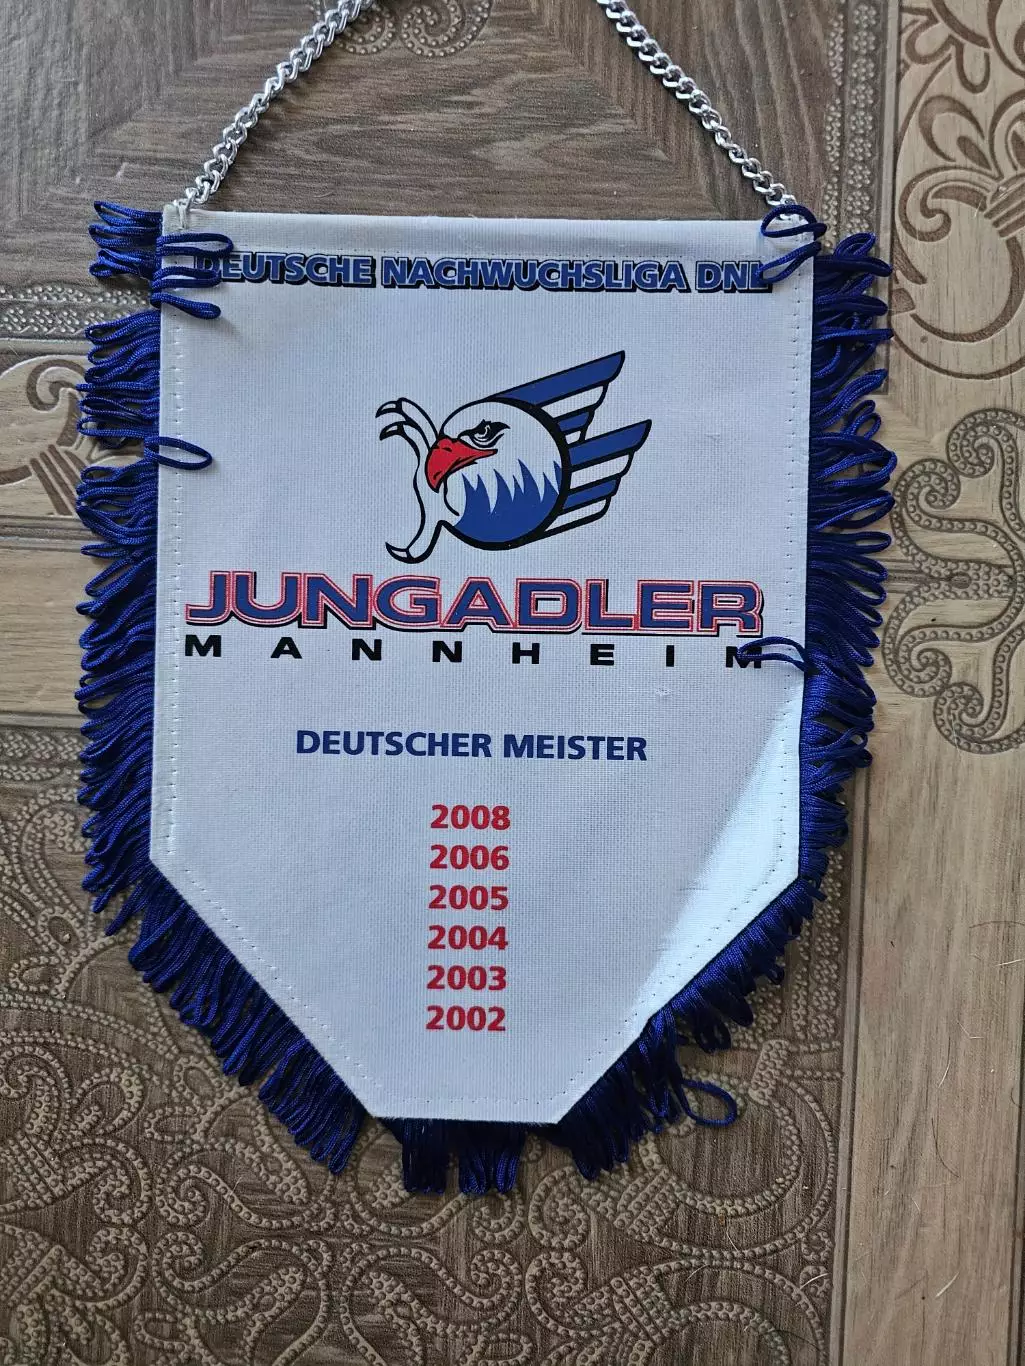 DEUTSCHE NACHWUCHSLIGA DNL
JUNGADLER
MANNHEIM
DEUTSCHER MEISTER
2008
2006
2005
2004
2003
2002